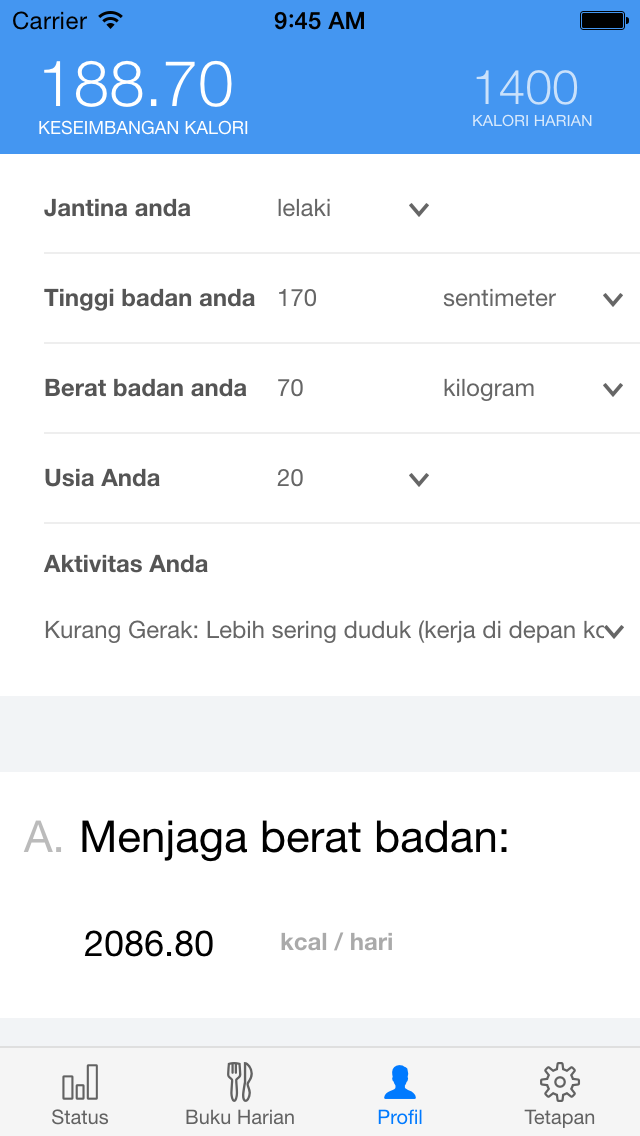 Carrier 9:45 AM
188.70 1400
KESEIMBANGAN KALORI KALORI HARIAN
Jantina anda lelaki
Tinggi badan anda 170 sentimeter
Berat badan anda 70 kilogram
Usia Anda 20
Aktivitas Anda
Kurang Gerak: Lebih sering duduk (kerja di depan
A. Menjaga berat badan:
2086.80 kcal / hari
Status Buku Harian Profil Tetapan